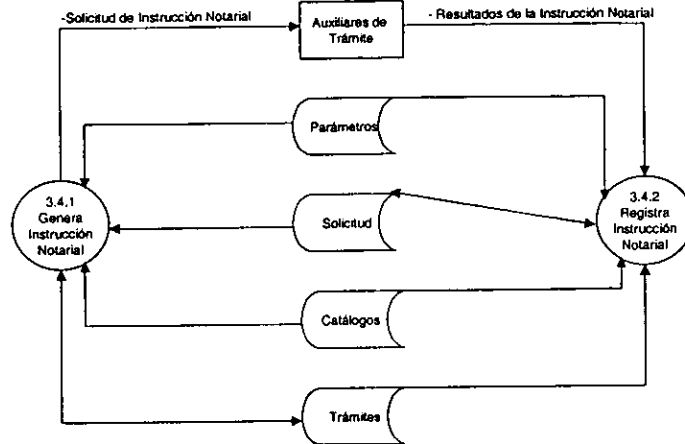 -Solicitud de Instrucción Notarial
Auxiliares de
Trámite
- Resultados de la Instrucción Notarial
Parámetros
3.4.1
Genera
Instrucción
Notarial
Solicitud
3.4.2
Registra
Instrucción
Notarial
Catálogos
Trámites